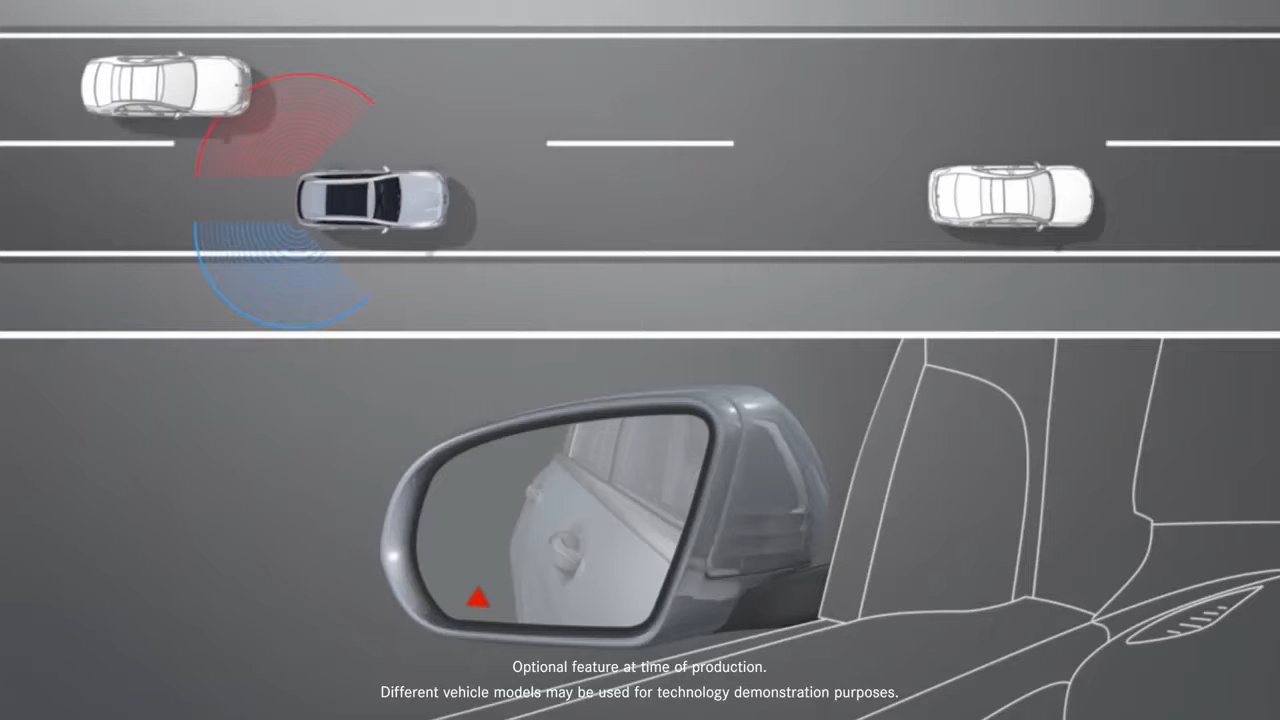 Optional feature at time of production.
Different vehicle models may be used for technology demonstration purposes.